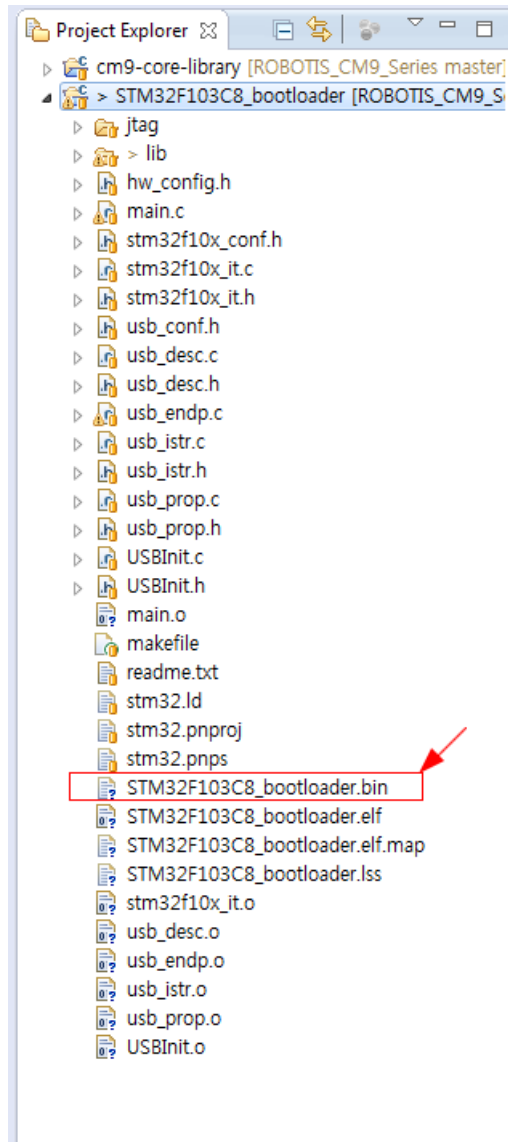 Project Explorer
cm9-core-library [ROBOTIS_CM9_Series master]
> STM32F103C8_bootloader [ROBOTIS_CM9_S
jtag
> lib
hw_config.h
main.c
stm32f10x_conf.h
stm32f10x_it.c
stm32f10x_it.h
usb_conf.h
usb_desc.c
usb_desc.h
usb_endp.c
usb_istr.c
usb_istr.h
usb_prop.c
usb_prop.h
USBInit.c
USBInit.h
main.o
makefile
readme.txt
stm32.ld
stm32.pnproj
stm32.pnps
STM32F103C8_bootloader.bin
STM32F103C8_bootloader.elf
STM32F103C8_bootloader.elf.map
STM32F103C8_bootloader.lss
stm32f10x_it.o
usb_desc.o
usb_endp.o
usb_istr.o
usb_prop.o
USBInit.o